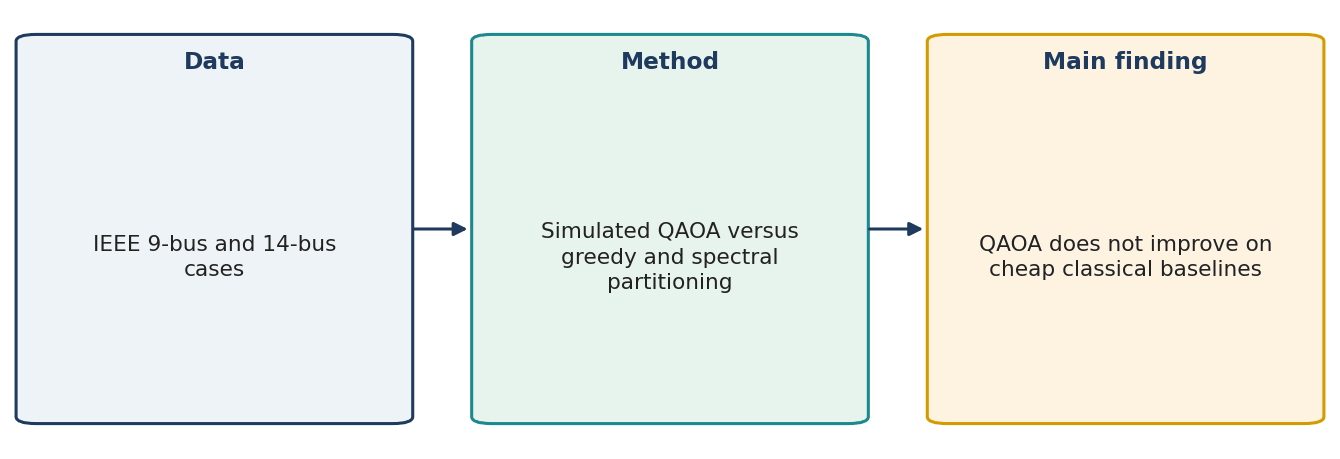 Data
IEEE 9-bus and 14-bus
cases
Method
Simulated QAOA versus
greedy and spectral
partitioning
Main finding
QAOA does not improve on
cheap classical baselines